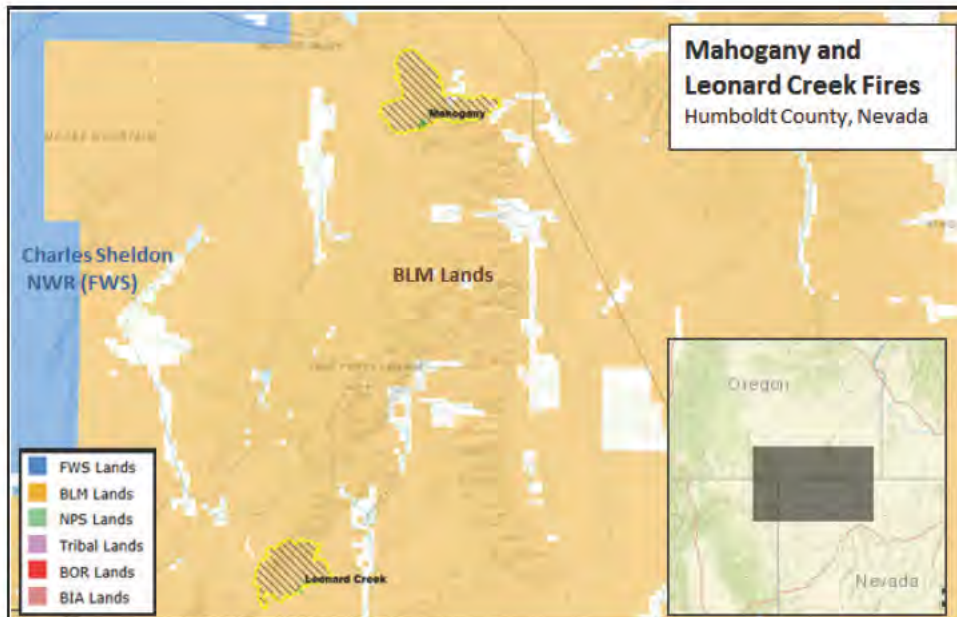 Mahogany and
Leonard Creek Fires
Humboldt County, Nevada
Mahogany
Charles Sheldon
NWR (FWS)
BLM Lands
Oregon
Nevada
FWS Lands
BLM Lands
NPS Lands
Tribal Lands
BOR Lands
BIA Lands
Leonard Creek